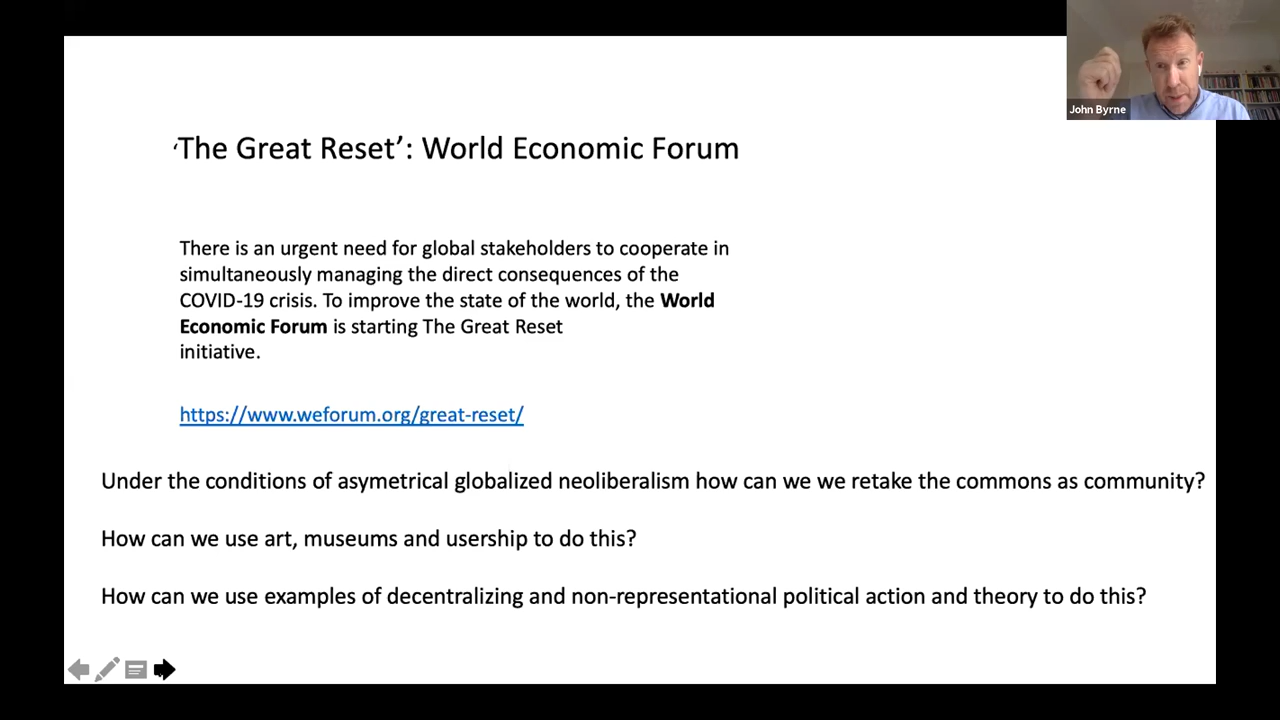 John Byrne
‘The Great Reset’: World Economic Forum
There is an urgent need for global stakeholders to cooperate in
simultaneously managing the direct consequences of the
COVID-19 crisis. To improve the state of the world, the World
Economic Forum is starting The Great Reset
initiative.
https://www.weforum.org/great-reset/
Under the conditions of asymetrical globalized neoliberalism how can we we retake the commons as community?
How can we use art, museums and usership to do this?
How can we use examples of decentralizing and non-representational political action and theory to do this?